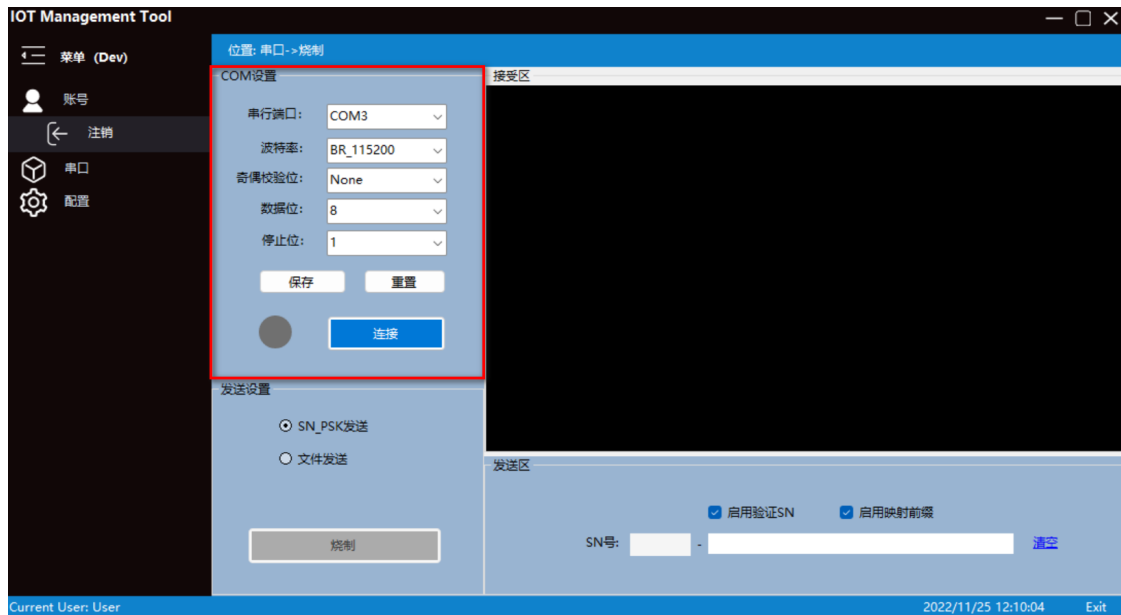 IOT Management Tool
菜单 (Dev)
账号
注销
串口
配置
位置: 串口->烧制
COM设置
串行端口:
COM3
波特率:
BR_115200
奇偶校验位:
None
数据位:
8
停止位:
1
保存
重置
连接
发送设置
SN_PSK发送
文件发送
烧制
接受区
发送区
启用验证SN
启用映射前缀
SN号:
-
清空
Current User: User
2022/11/25 12:10:04
Exit